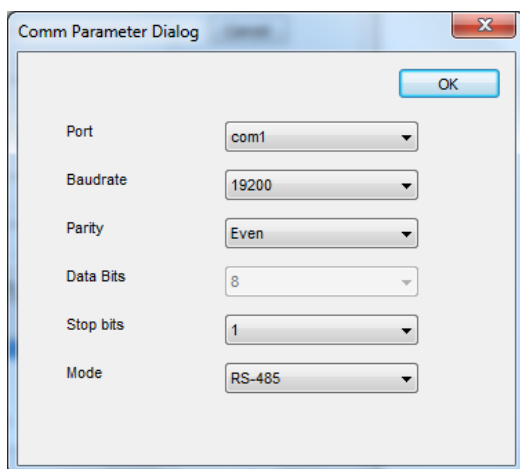 Comm Parameter Dialog
OK
Port com1
Baudrate 19200
Parity Even
Data Bits 8
Stop bits 1
Mode RS-485